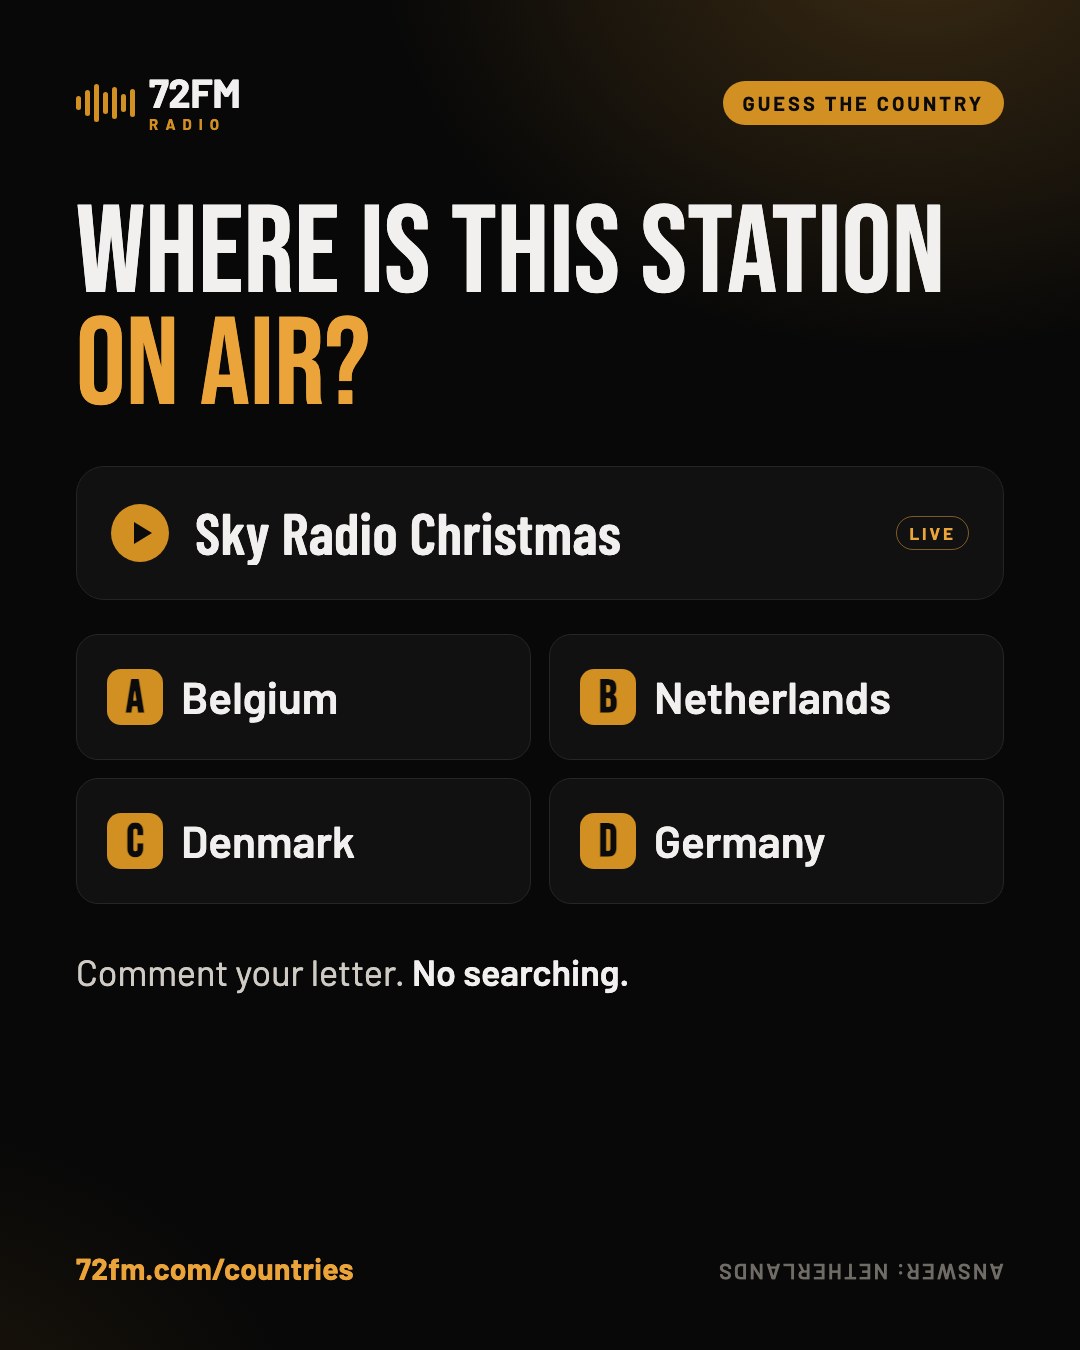 72FM
RADIO
GUESS THE COUNTRY
WHERE IS THIS STATION
ON AIR?
Sky Radio Christmas
LIVE
A Belgium
B Netherlands
C Denmark
D Germany
Comment your letter. No searching.
72fm.com/countries
ANSWER: NETHERLANDS